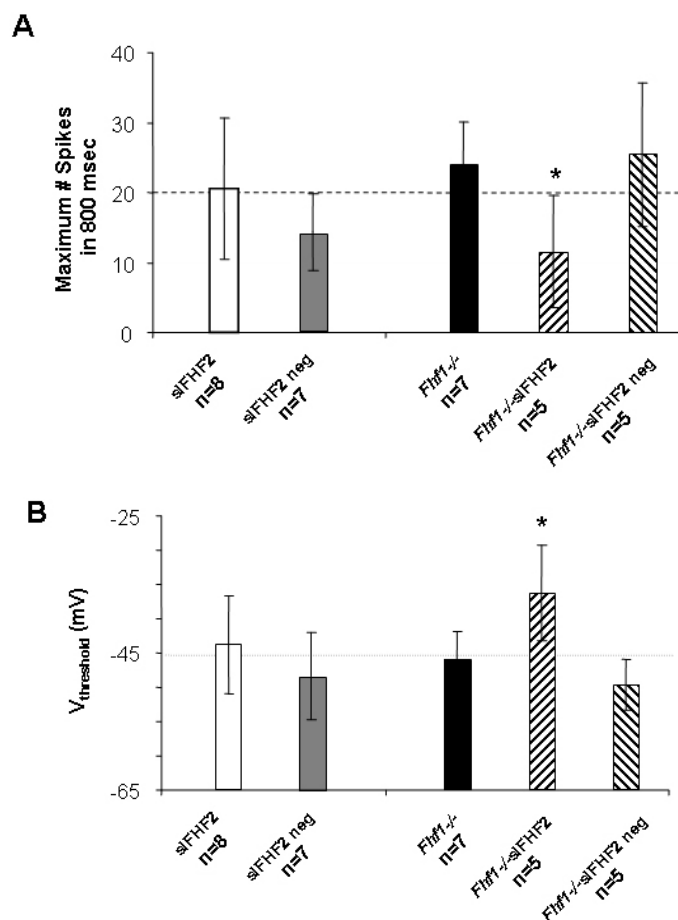 A
Maximum # Spikes
in 800 msec
40
30
20
10
0
*
siFHF2
n=8
siFHF2 neg
n=7
Fhf1-/-
n=7
Fhf1-/-siFHF2
n=5
Fhf1-/-siFHF2 neg
n=5
B
Vthreshold (mV)
-25
-45
-65
*
siFHF2
n=8
siFHF2 neg
n=7
Fhf1-/-
n=7
Fhf1-/-siFHF2
n=5
Fhf1-/-siFHF2 neg
n=5